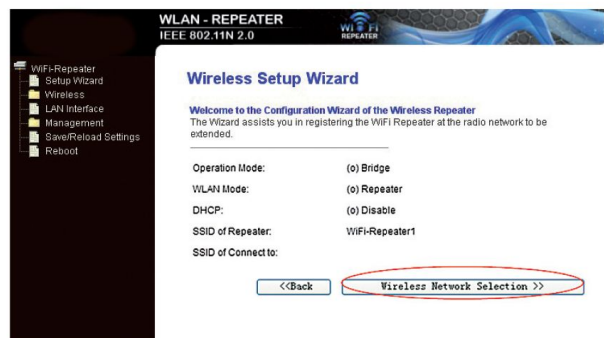 WLAN - REPEATER
IEEE 802.11N 2.0
WI FI
REPEATER
WiFi-Repeater
Setup Wizard
Wireless
LAN Interface
Management
Save/Reload Settings
Reboot
Wireless Setup Wizard
Welcome to the Configuration Wizard of the Wireless Repeater
The Wizard assists you in registering the WiFi Repeater at the radio network to be
extended.
Operation Mode: (o) Bridge
WLAN Mode: (o) Repeater
DHCP: (o) Disable
SSID of Repeater: WiFi-Repeater1
SSID of Connect to:
<<Back Wireless Network Selection >>